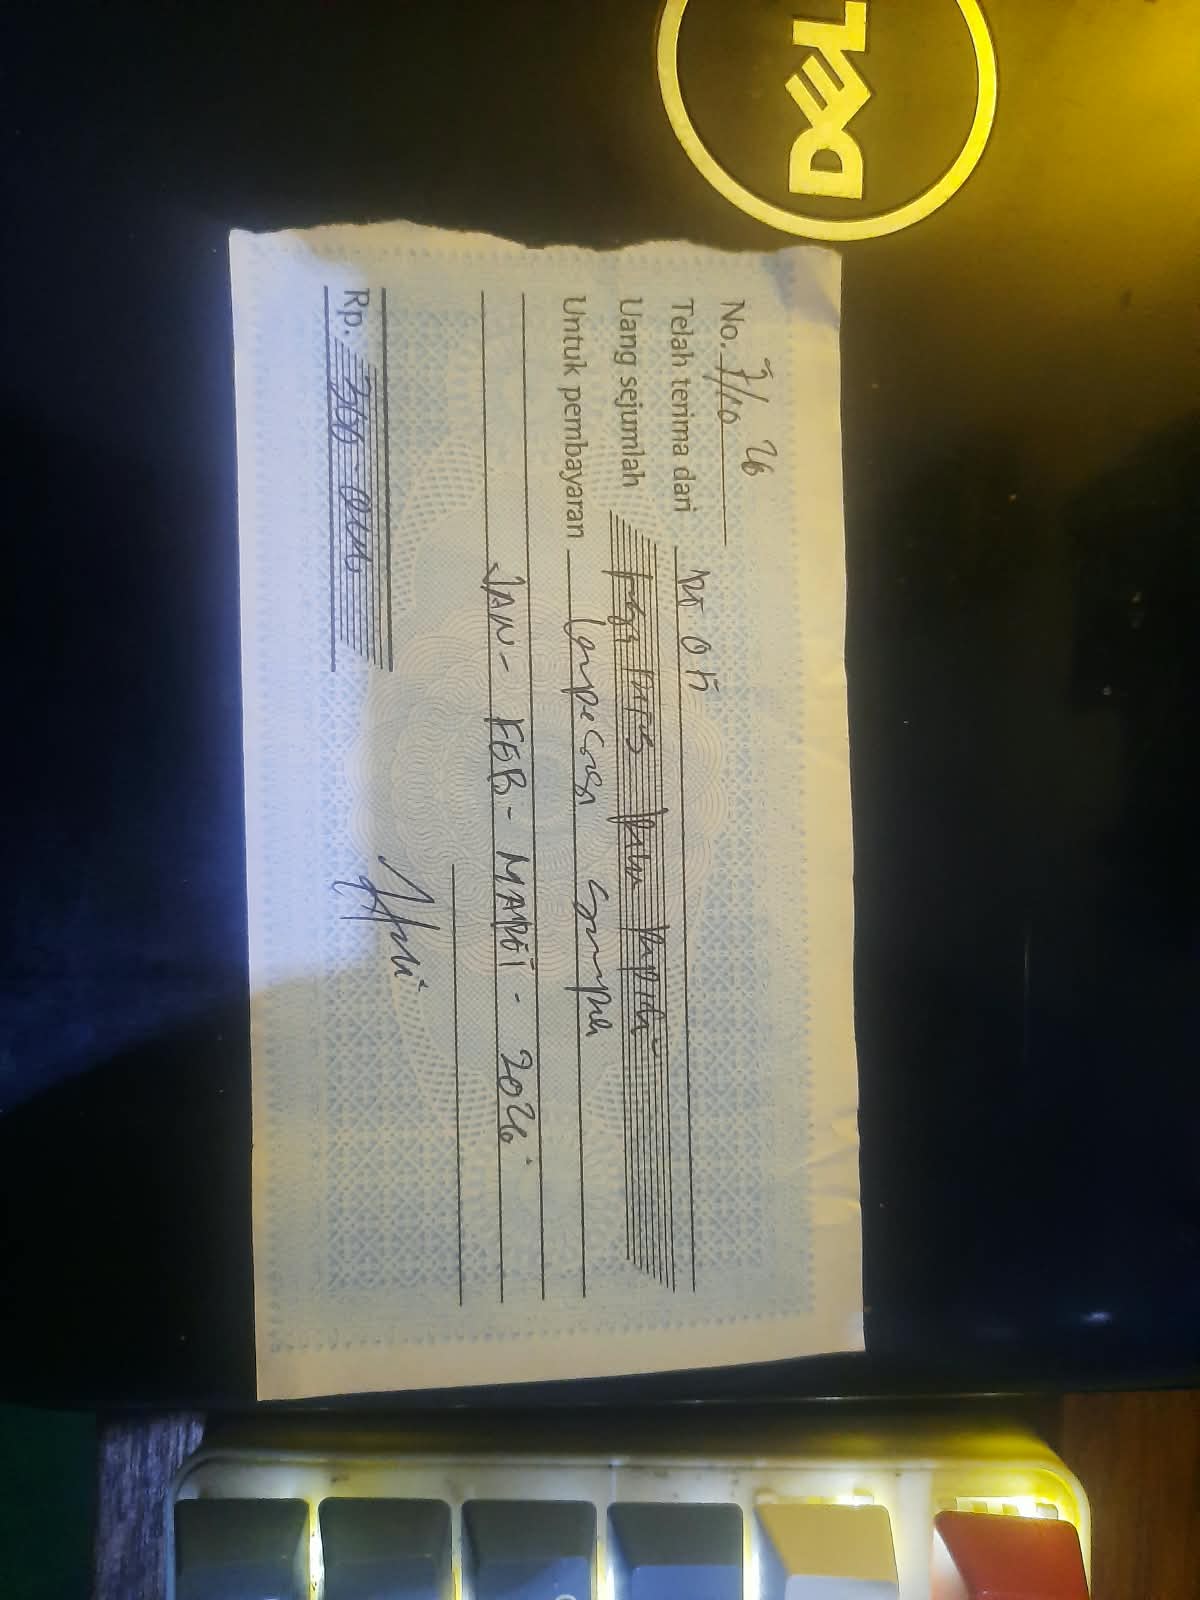 DELL
No. 7/10 26
Telah terima dari RT. 05
Uang sejumlah Tiga ratus ribu rupiah
Untuk pembayaran sampah
JAN - FEB - MARET - 2026
Rp. 300.000